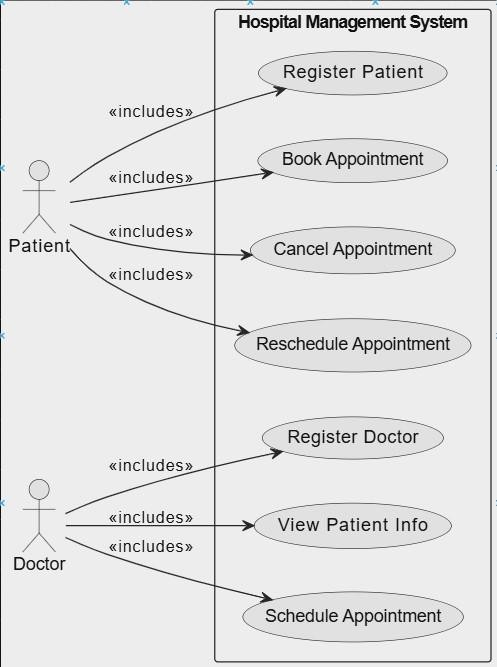 Hospital Management System
Register Patient
«includes»
Book Appointment
«includes»
«includes»
Patient
Cancel Appointment
«includes»
Reschedule Appointment
Register Doctor
«includes»
«includes»
View Patient Info
«includes»
Doctor
Schedule Appointment